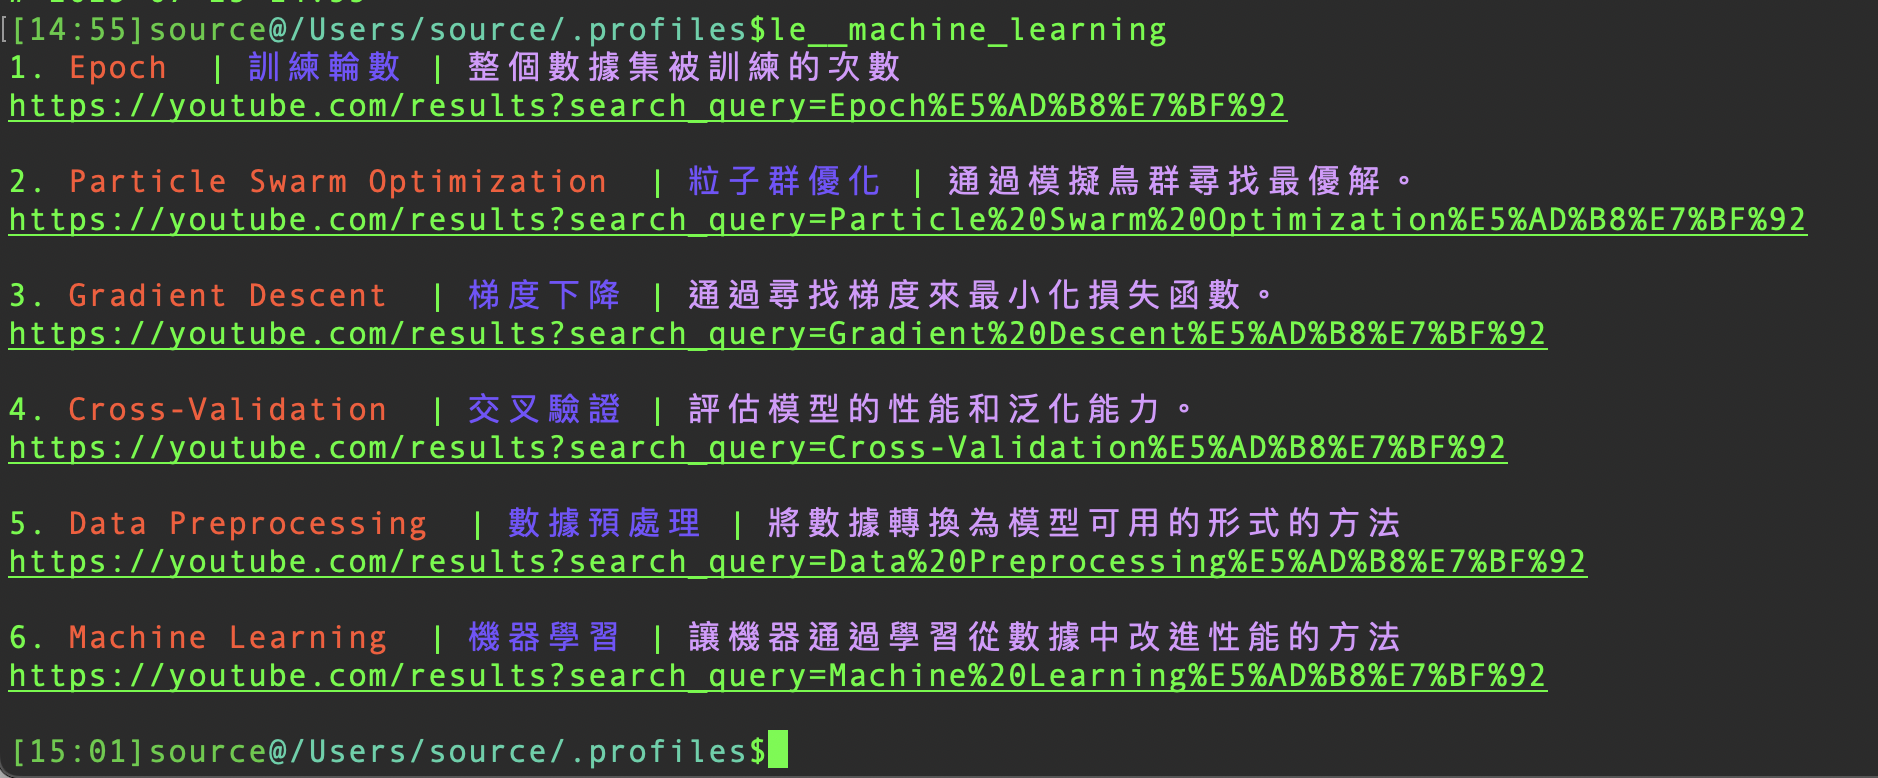 [14:55]source@/Users/source/.profiles$le__machine_learning
1. Epoch | 訓練輪數 | 整個數據集被訓練的次數
https://youtube.com/results?search_query=Epoch%E5%AD%B8%E7%BF%92
2. Particle Swarm Optimization | 粒子群優化 | 通過模擬鳥群尋找最優解。
https://youtube.com/results?search_query=Particle%20Swarm%20Optimization%E5%AD%B8%E7%BF%92
3. Gradient Descent | 梯度下降 | 通過尋找梯度來最小化損失函數。
https://youtube.com/results?search_query=Gradient%20Descent%E5%AD%B8%E7%BF%92
4. Cross-Validation | 交叉驗證 | 評估模型的性能和泛化能力。
https://youtube.com/results?search_query=Cross-Validation%E5%AD%B8%E7%BF%92
5. Data Preprocessing | 數據預處理 | 將數據轉換為模型可用的形式的方法
https://youtube.com/results?search_query=Data%20Preprocessing%E5%AD%B8%E7%BF%92
6. Machine Learning | 機器學習 | 讓機器通過學習從數據中改進性能的方法
https://youtube.com/results?search_query=Machine%20Learning%E5%AD%B8%E7%BF%92
[15:01]source@/Users/source/.profiles$